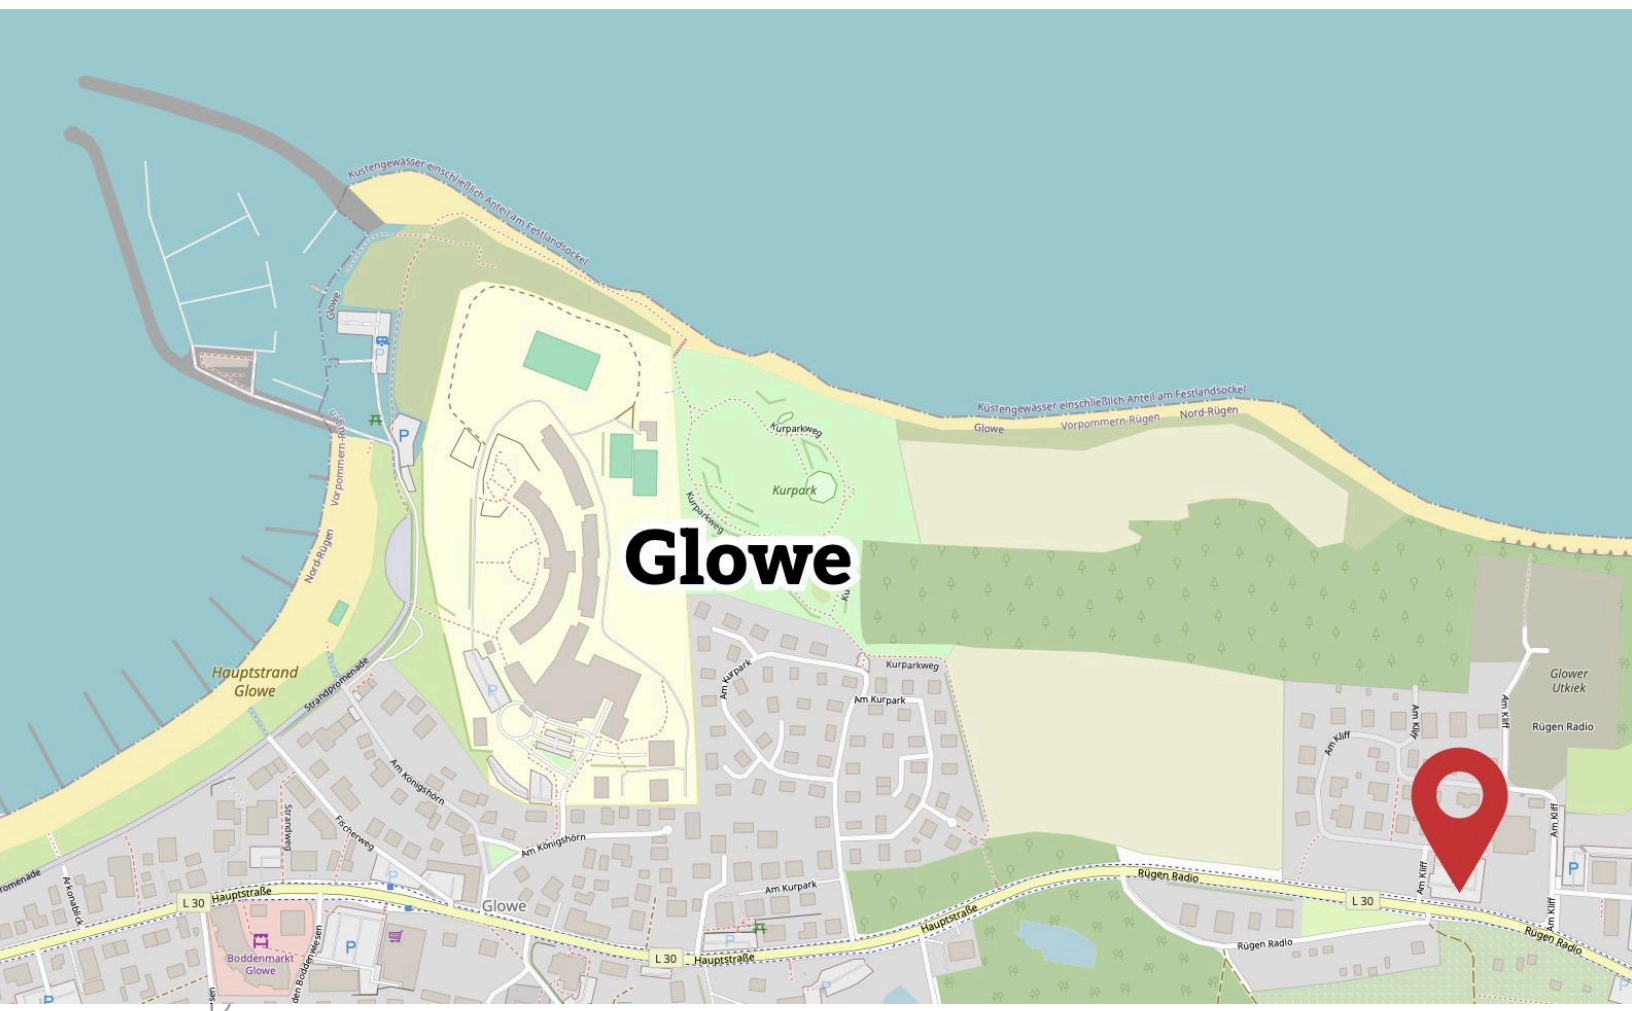 Küstengewässer einschließlich Anteil am Festlandsockel
Glowe
Küstengewässer einschließlich Anteil am Festlandsockel
Glowe
Vorpommern-Rügen
Nord-Rügen
P
P
Kurparkweg
Kurpark
Kurparkweg
Vorpommern-Rügen
Nord-Rügen
Glowe
Hauptstrand
Glowe
Strandpromenade
P
Am Kurpark
Kurparkweg
Am Kurpark
Glower
Utkiek
Rügen Radio
Am Kliff
Am Kliff
Am Kliff
Am Königshörn
Strandweg
Fischerweg
Am Königshörn
Am Kliff
Am Kliff
Am Kliff
P
P
Arkonablick
L 30
Hauptstraße
Glowe
Am Kurpark
Hauptstraße
Rügen Radio
L 30
Rügen Radio
Rügen Radio
Boddenmarkt
Glowe
P
P
L 30
Hauptstraße
P
P
P